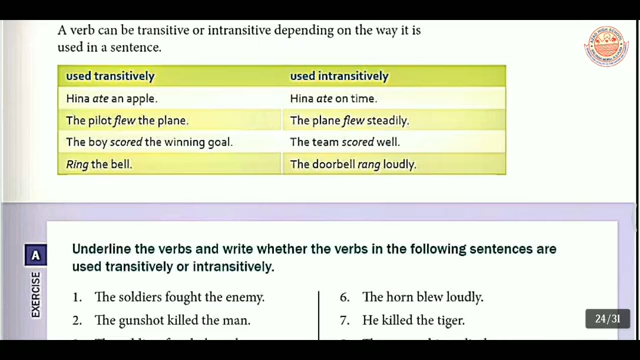 A verb can be transitive or intransitive depending on the way it is
used in a sentence.
used transitively used intransitively
Hina ate an apple. Hina ate on time.
The pilot flew the plane. The plane flew steadily.
The boy scored the winning goal. The team scored well.
Ring the bell. The doorbell rang loudly.
A
EXERCISE
Underline the verbs and write whether the verbs in the following sentences are
used transitively or intransitively.
1. The soldiers fought the enemy.
2. The gunshot killed the man.
6. The horn blew loudly.
7. He killed the tiger.
24/31